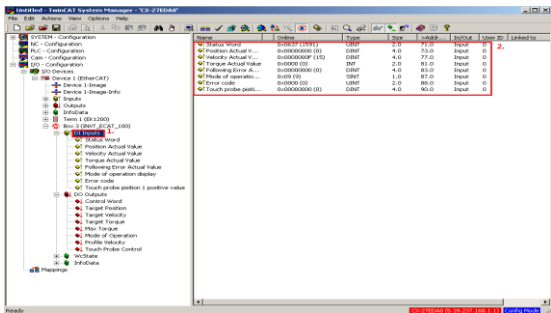 Untitled - TwinCAT System Manager - 'CX-27EDA8'
File Edit Actions View Options Help
SYSTEM - Configuration
NC - Configuration
PLC - Configuration
Cam - Configuration
I/O - Configuration
I/O Devices
Device 1 (EtherCAT)
Device 1-Image
Device 1-Image-Info
Inputs
Outputs
InfoData
Term 1 (EK1200)
Box 3 (INVT_ECAT_100)
DI Inputs 1.
Status Word
Position Actual Value
Velocity Actual Value
Torque Actual Value
Following Error Actual Value
Mode of operation display
Error code
Touch probe position 1 positive value
DO Outputs
Control Word
Target Position
Target Velocity
Target Torque
Max Torque
Mode of Operation
Profile Velocity
Touch Probe Control
WcState
InfoData
Mappings
Name Online Type Size >Addr... In/Out User ID Linked to
Status Word 0x0637 (1591) UINT 2.0 71.0 Input 0 2.
Position Actual V... 0x00000000 (0) DINT 4.0 73.0 Input 0
Velocity Actual V... 0x0000000F (15) DINT 4.0 77.0 Input 0
Torque Actual Value 0x0000 (0) INT 2.0 81.0 Input 0
Following Error A... 0x00000000 (0) DINT 4.0 83.0 Input 0
Mode of operatio... 0x09 (9) SINT 1.0 87.0 Input 0
Error code 0x0000 (0) UINT 2.0 88.0 Input 0
Touch probe positi... 0x00000000 (0) DINT 4.0 90.0 Input 0
Ready
CX-27EDA8 (5.39.237.168.1.1) Config Mode